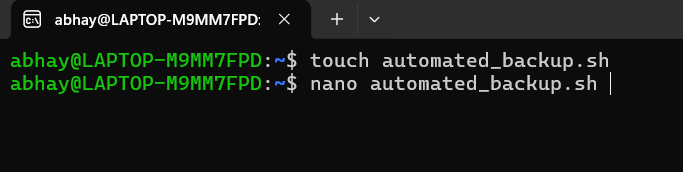 abhay@LAPTOP-M9MM7FPD:
abhay@LAPTOP-M9MM7FPD:~$ touch automated_backup.sh
abhay@LAPTOP-M9MM7FPD:~$ nano automated_backup.sh